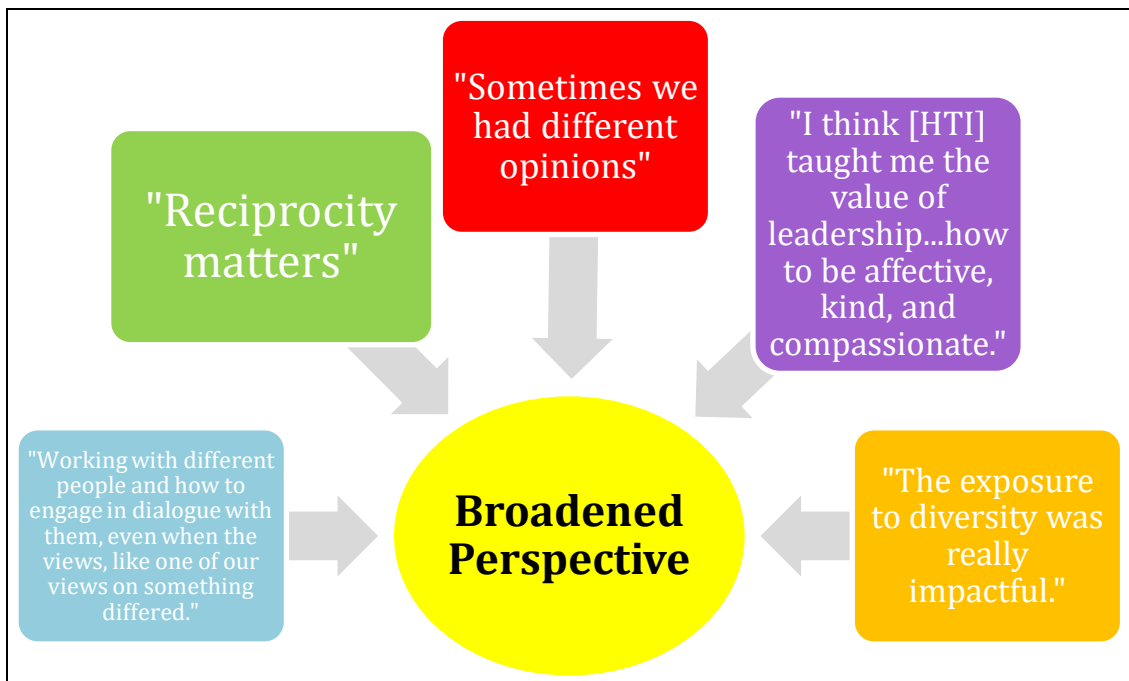 "Sometimes we
had different
opinions"
"Reciprocity
matters"
"I think [HTI]
taught me the
value of
leadership...how
to be affective,
kind, and
compassionate."
"Working with different
people and how to
engage in dialogue with
them, even when the
views, like one of our
views on something
differed."
Broadened
Perspective
"The exposure
to diversity was
really
impactful."